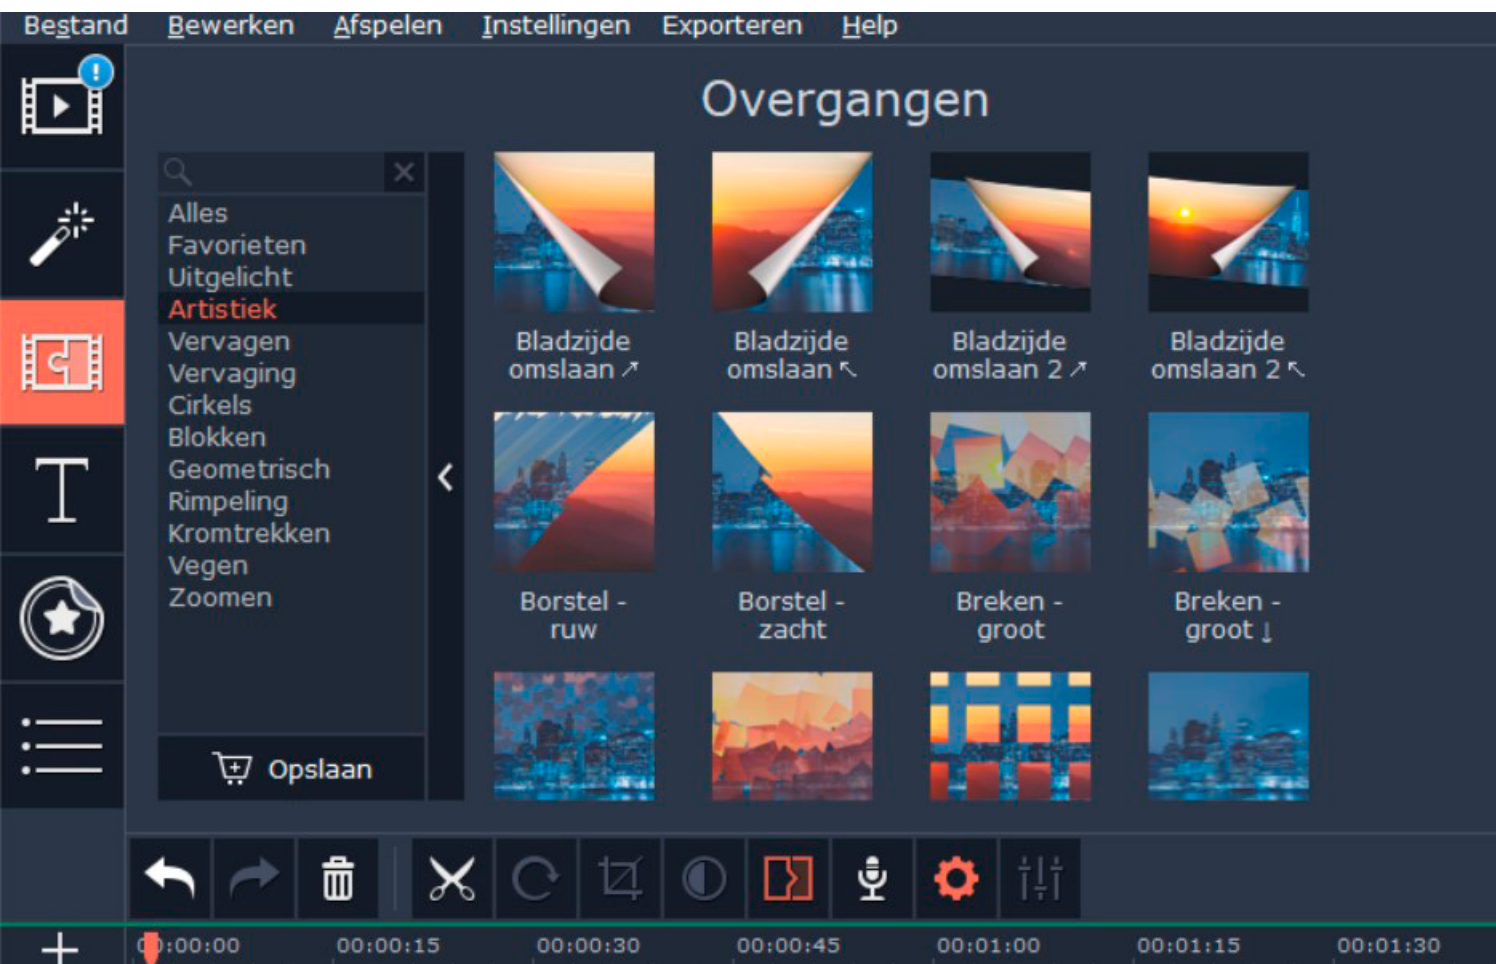 Bestand Bewerken Afspelen Instellingen Exporteren Help
Overgangen
Alles
Favorieten
Uitgelicht
Artistiek
Vervagen
Vervaging
Cirkels
Blokken
Geometrisch
Rimpeling
Kromtrekken
Vegen
Zoomen
Opslaan
Bladzijde
omslaan ↗
Bladzijde
omslaan ↖
Bladzijde
omslaan 2 ↗
Bladzijde
omslaan 2 ↖
Borstel -
ruw
Borstel -
zacht
Breken -
groot
Breken -
groot ↓
00:00:00 00:00:15 00:00:30 00:00:45 00:01:00 00:01:15 00:01:30